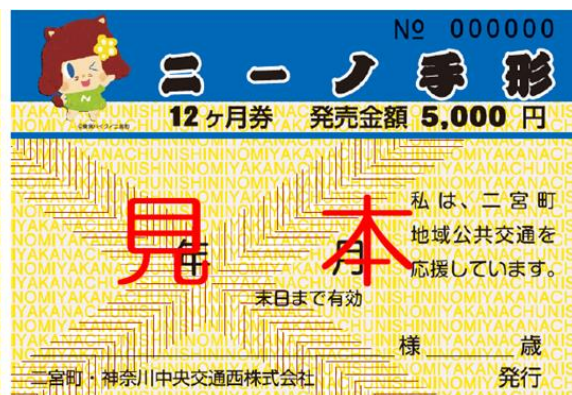 № 000000
ニーノ手形
12ヶ月券 発売金額 5,000 円
私は、二宮町
地域公共交通を
応援しています。
見本
年 月
末日まで有効
様 歳
二宮町・神奈川中央交通西株式会社 発行
N